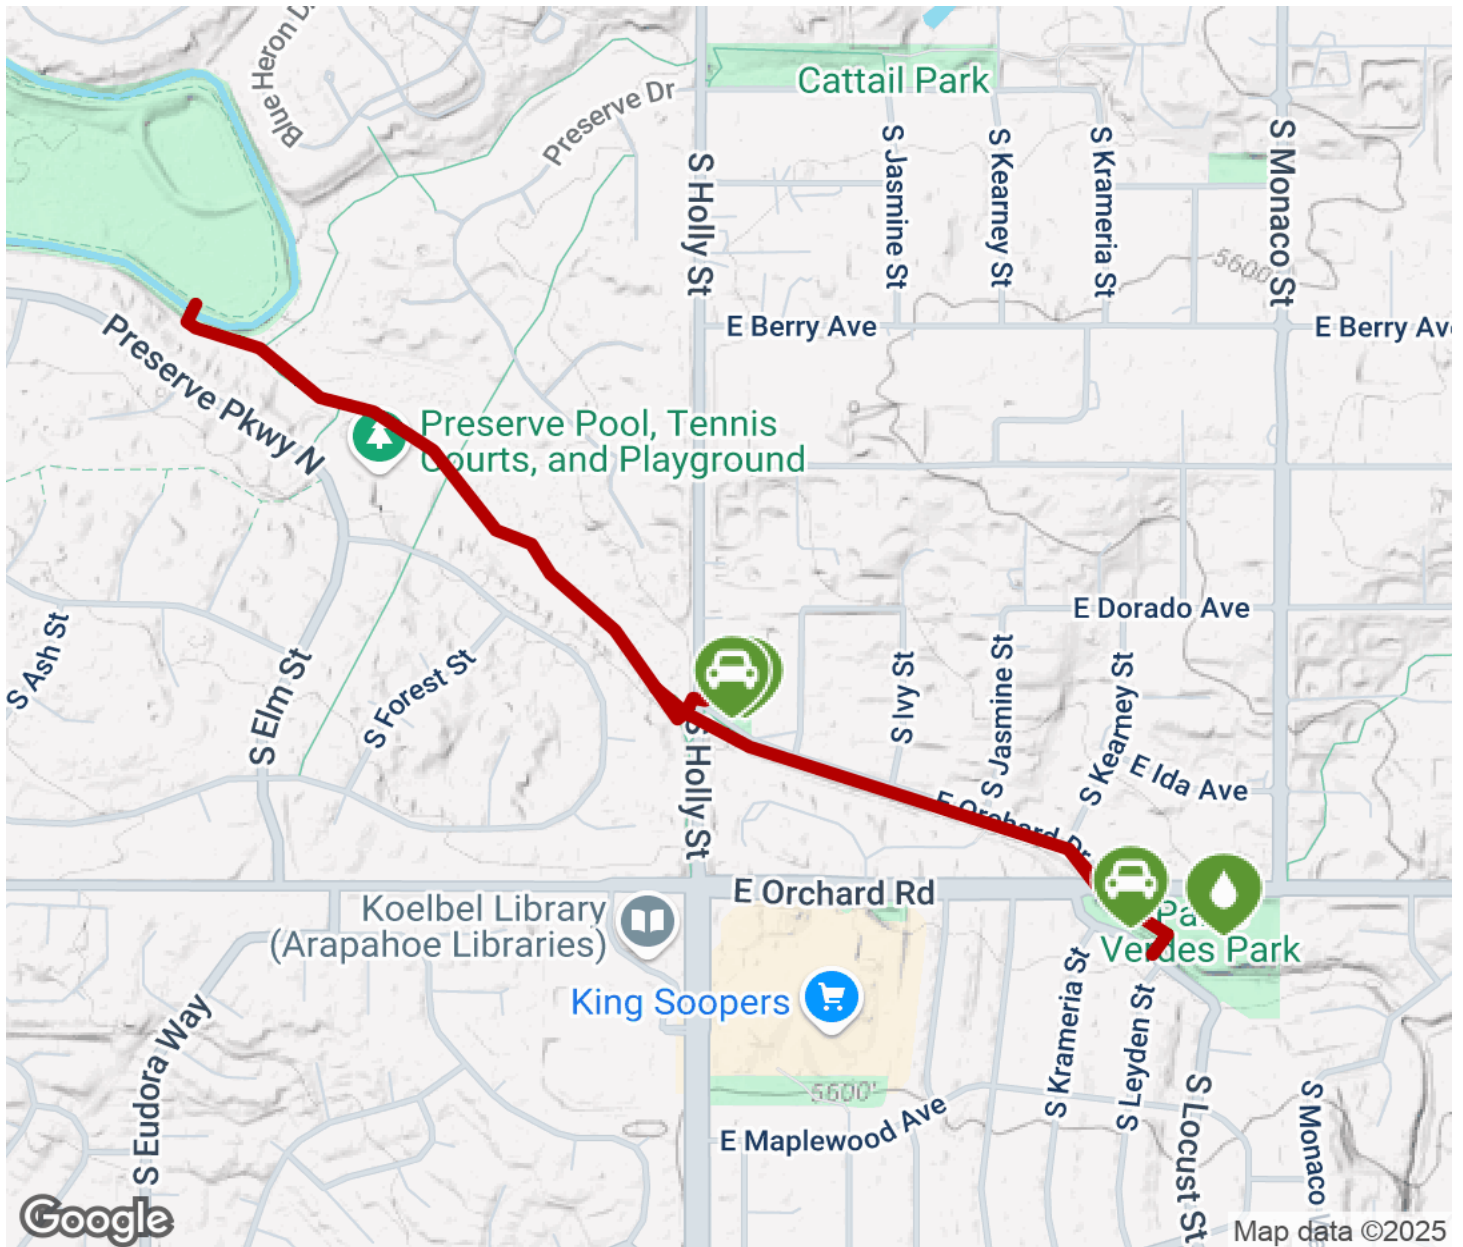 Blue Heron D
Cattail Park
Preserve Dr
S Holly St
S Jasmine St
S Kearney St
S Krameria St
S Monaco St
5600
E Berry Ave
E Berry Av
Preserve Pkwy N
Preserve Pool, Tennis
Courts, and Playground
E Dorado Ave
S Ash St
S Elm St
S Forest St
S Ivy St
S Jasmine St
S Kearney St
E Ida Ave
S Holly St
E Orchard Dr
E Orchard Rd
Koelbel Library
(Arapahoe Libraries)
Pa
Verdes Park
King Soopers
S Eudora Way
S Krameria St
S Leyden St
S Locust St
S Monaco
5600'
E Maplewood Ave
Google
Map data ©2025